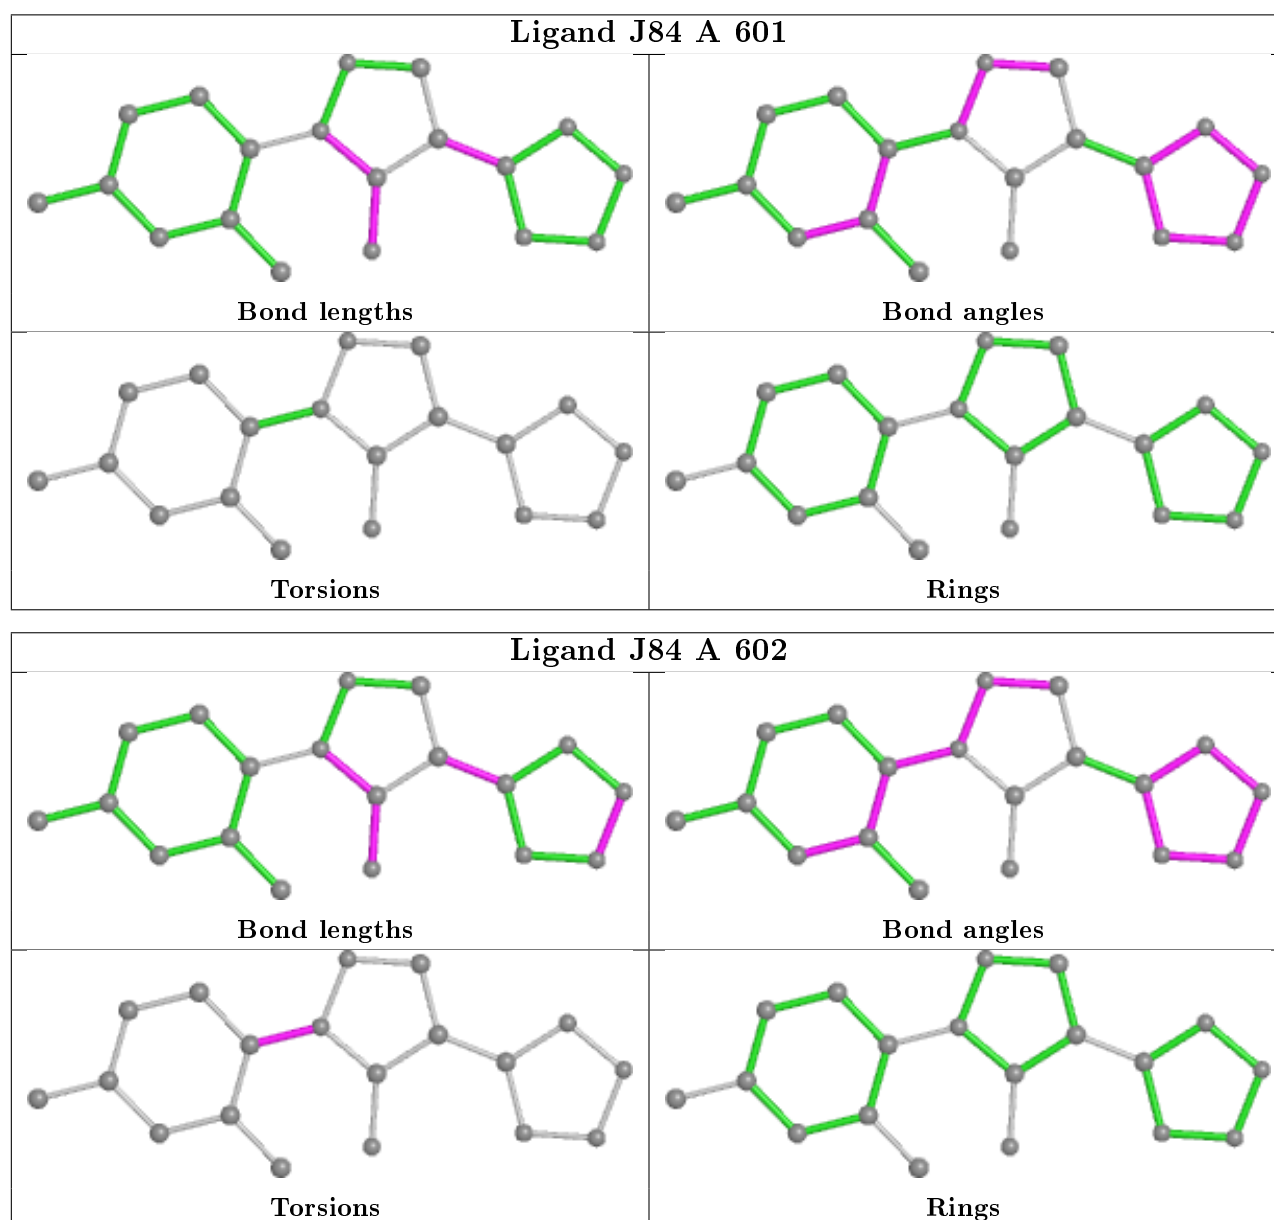 Ligand J84 A 601
Bond lengths
Bond angles
Torsions
Rings
Ligand J84 A 602
Bond lengths
Bond angles
Torsions
Rings